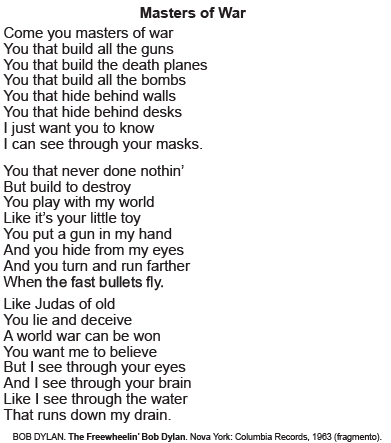 Masters of War
Come you masters of war
You that build all the guns
You that build the death planes
You that build all the bombs
You that hide behind walls
You that hide behind desks
I just want you to know
I can see through your masks.
You that never done nothin’
But build to destroy
You play with my world
Like it’s your little toy
You put a gun in my hand
And you hide from my eyes
And you turn and run farther
When the fast bullets fly.
Like Judas of old
You lie and deceive
A world war can be won
You want me to believe
But I see through your eyes
And I see through your brain
Like I see through the water
That runs down my drain.
BOB DYLAN. The Freewheelin’ Bob Dylan. Nova York: Columbia Records, 1963 (fragmento).